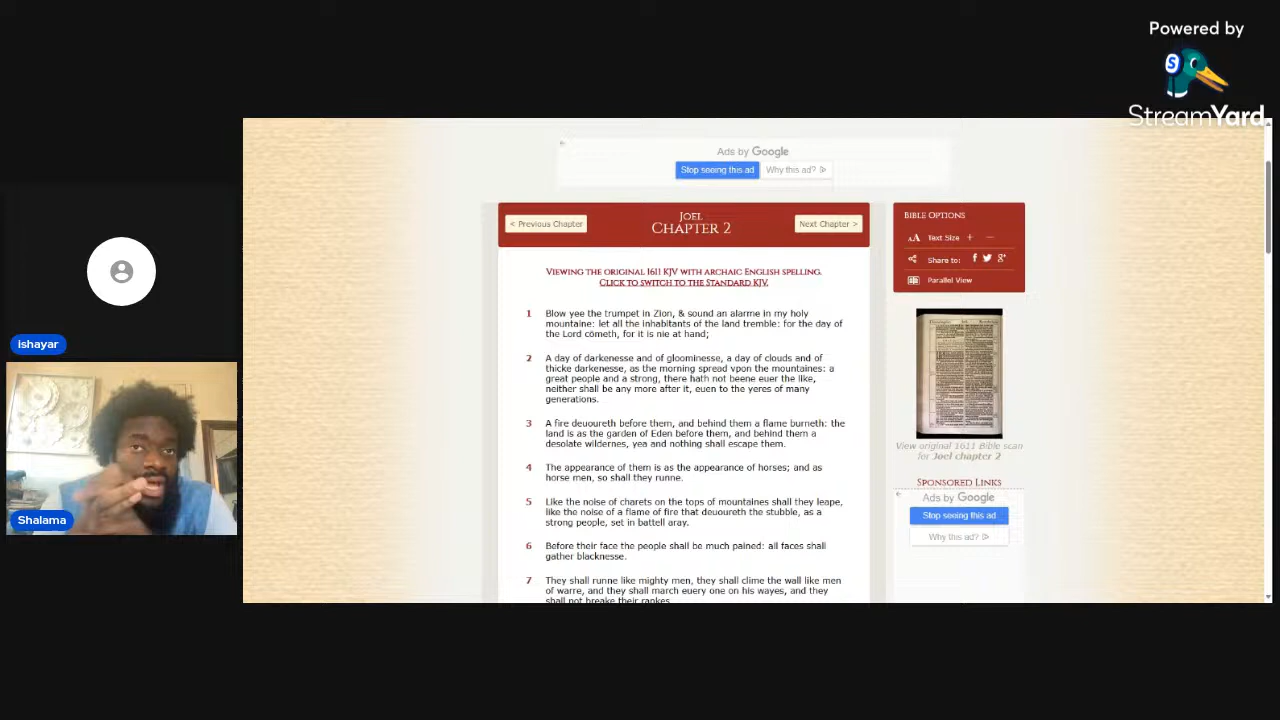 Powered by
StreamYard
Ads by Google
Stop seeing this ad
Why this ad?
< Previous Chapter
Joel
Chapter 2
Next Chapter >
Viewing the original 1611 KJV with archaic English spelling.
Click to switch to the Standard KJV.
1 Blow yee the trumpet in Zion, & sound an alarme in my holy
mountaine: let all the inhabitants of the land tremble: for the day of
the Lord cōmeth, for it is nie at hand;
2 A day of darkenesse and of gloominesse, a day of clouds and of
thicke darkenesse, as the morning spread vpon the mountaines: a
great people and a strong, there hath not beene euer the like,
neither shall be any more after it, euen to the yeres of many
generations.
3 A fire deuoureth before them, and behind them a flame burneth: the
land is as the garden of Eden before them, and behind them a
desolate wildernes, yea and nothing shall escape them.
4 The appearance of them is as the appearance of horses; and as
horse men, so shall they runne.
5 Like the noise of charets on the tops of mountaines shall they leape,
like the noise of a flame of fire that deuoureth the stubble, as a
strong people, set in battell aray.
6 Before their face the people shall be much pained: all faces shall
gather blacknesse.
7 They shall runne like mighty men, they shall clime the wall like men
of warre, and they shall march euery one on his wayes, and they
shall not breake their rankes.
Bible Options
AA Text Size + —
Share to:
Parallel View
View original 1611 Bible scan
for Joel chapter 2
Sponsored Links
Ads by Google
Stop seeing this ad
Why this ad?
ishayar
Shalama